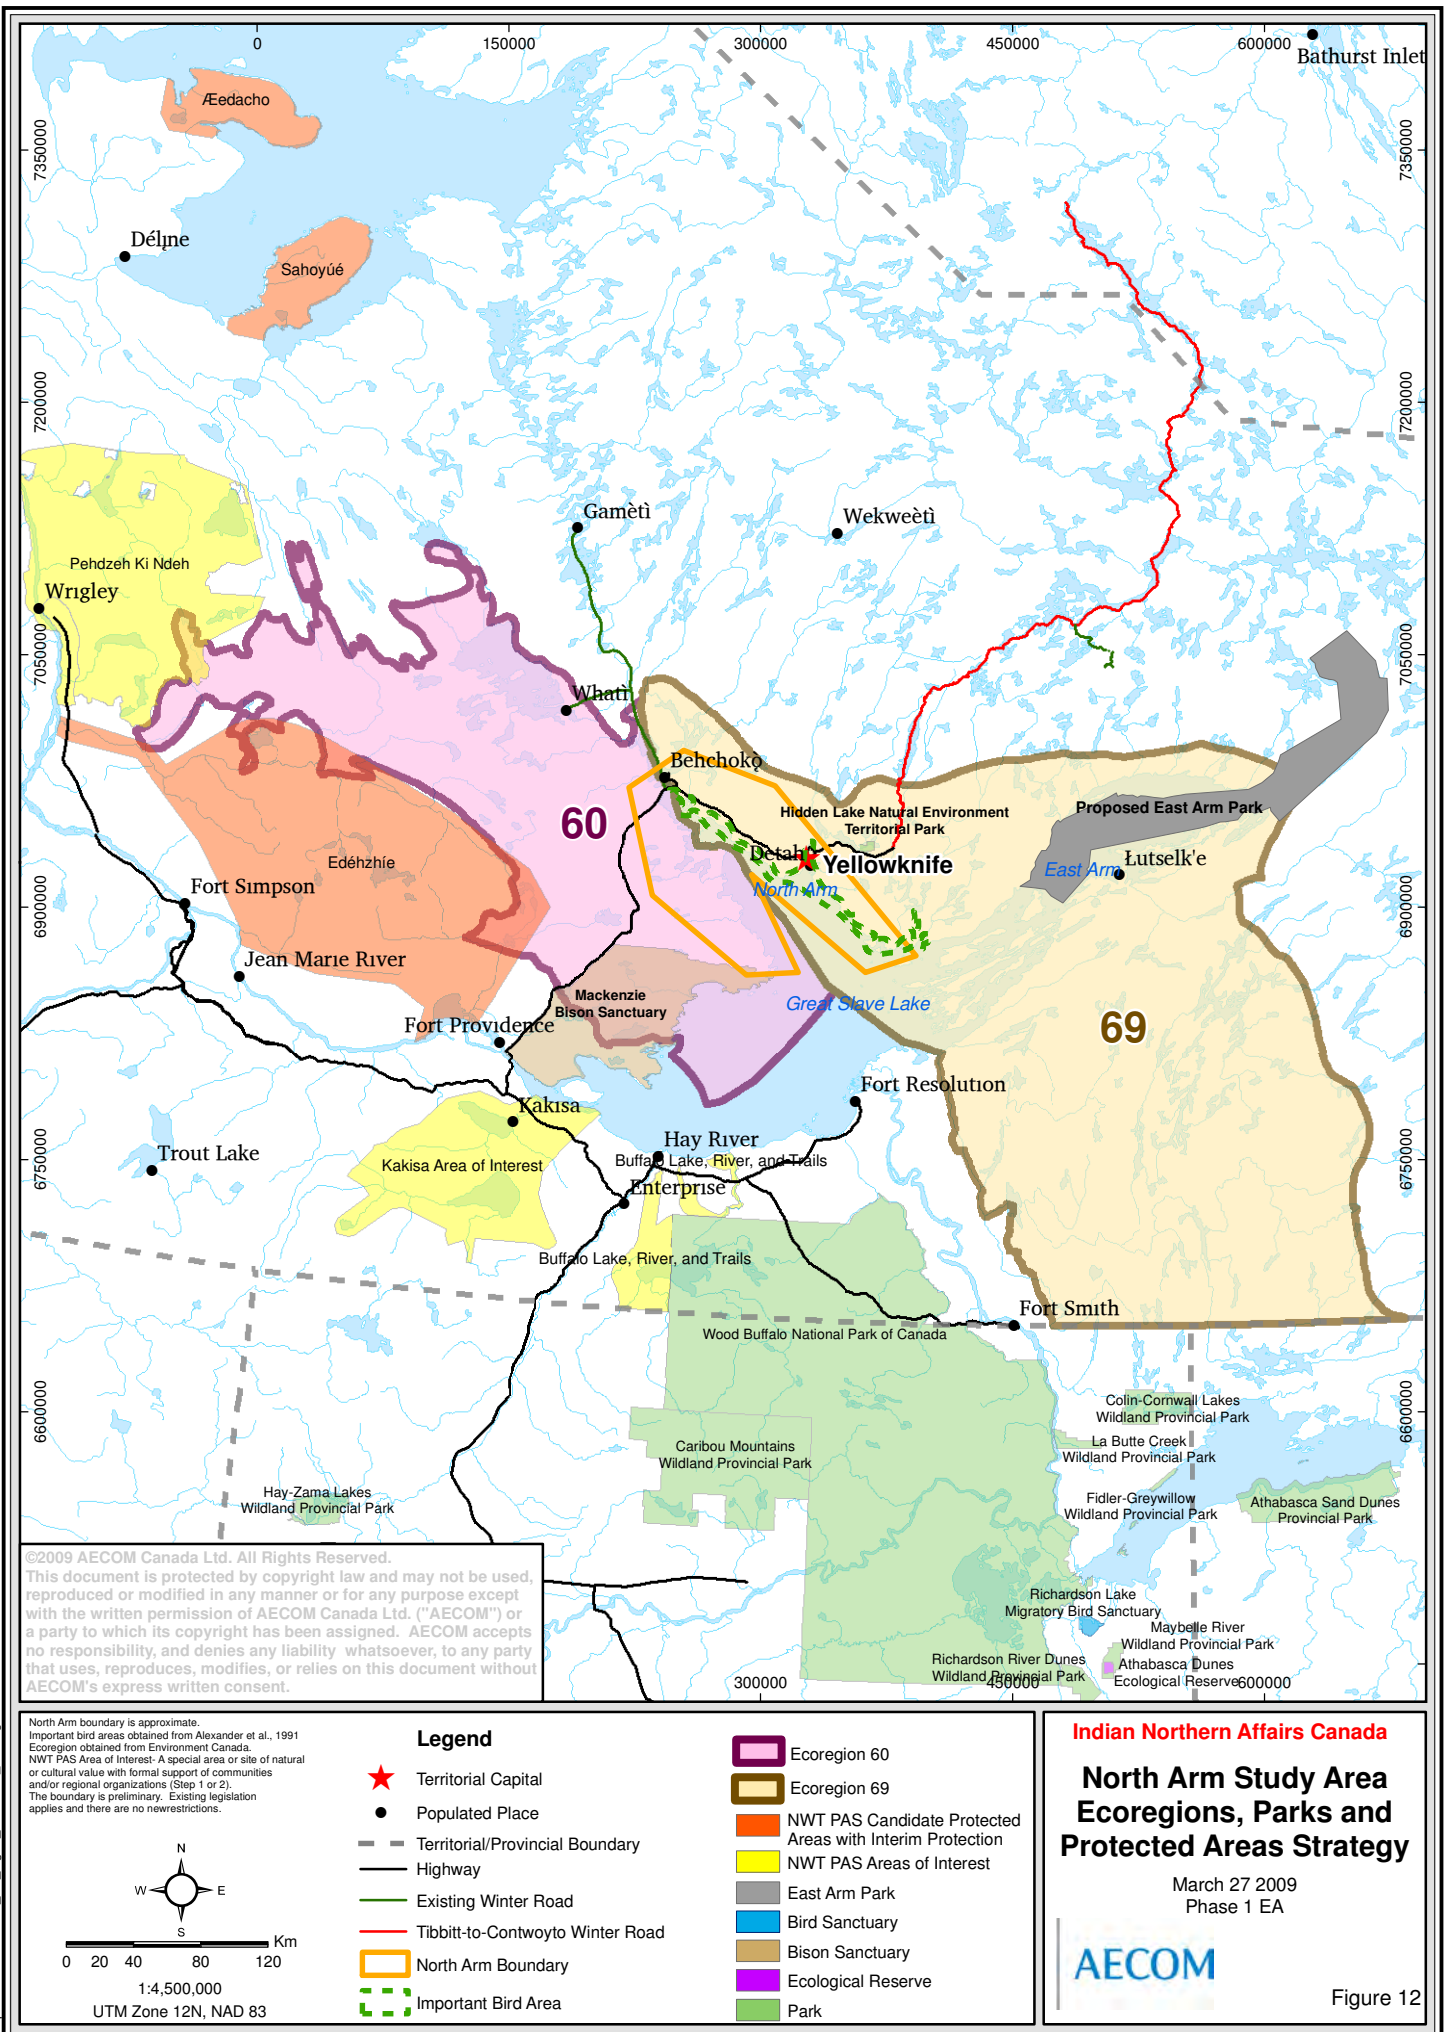 0
150000
300000
450000
600000
Bathurst Inlet
Æedacho
7350000
7350000
Délįne
Sahoyúé
7200000
7200000
Gamètì
Wekweètì
Pehdzeh Ki Ndeh
Wrigley
7050000
7050000
Whatì
Behchokǫ̀
Proposed East Arm Park
Hidden Lake Natural Environment
Territorial Park
60
Detah
Yellowknife
Edéhzhíe
East Arm
Łutselk'e
North Arm
Fort Simpson
6900000
6900000
Jean Marie River
Mackenzie
Bison Sanctuary
Great Slave Lake
69
Fort Providence
Fort Resolution
Kakisa
Hay River
Trout Lake
Kakisa Area of Interest
Buffalo Lake, River, and Trails
6750000
6750000
Enterprise
Buffalo Lake, River, and Trails
Fort Smith
Wood Buffalo National Park of Canada
6600000
6600000
Colin-Cornwall Lakes
Wildland Provincial Park
La Butte Creek
Wildland Provincial Park
Caribou Mountains
Wildland Provincial Park
Hay-Zama Lakes
Wildland Provincial Park
Fidler-Greywillow
Wildland Provincial Park
Athabasca Sand Dunes
Provincial Park
©2009 AECOM Canada Ltd. All Rights Reserved.
This document is protected by copyright law and may not be used,
reproduced or modified in any manner or for any purpose except
with the written permission of AECOM Canada Ltd. ("AECOM") or
a party to which its copyright has been assigned. AECOM accepts
no responsibility, and denies any liability whatsoever, to any party
that uses, reproduces, modifies, or relies on this document without
AECOM's express written consent.
Richardson Lake
Migratory Bird Sanctuary
Maybelle River
Wildland Provincial Park
Richardson River Dunes
Wildland Provincial Park
Athabasca Dunes
Ecological Reserve
300000
450000
600000
North Arm boundary is approximate.
Important bird areas obtained from Alexander et al., 1991
Ecoregion obtained from Environment Canada.
NWT PAS Area of Interest- A special area or site of natural
or cultural value with formal support of communities
and/or regional organizations (Step 1 or 2).
The boundary is preliminary. Existing legislation
applies and there are no newrestrictions.
N
W
E
S
Km
0 20 40 80 120
1:4,500,000
UTM Zone 12N, NAD 83
Legend
Territorial Capital
Populated Place
Territorial/Provincial Boundary
Highway
Existing Winter Road
Tibbitt-to-Contwoyto Winter Road
North Arm Boundary
Important Bird Area
Ecoregion 60
Ecoregion 69
NWT PAS Candidate Protected
Areas with Interim Protection
NWT PAS Areas of Interest
East Arm Park
Bird Sanctuary
Bison Sanctuary
Ecological Reserve
Park
Indian Northern Affairs Canada
North Arm Study Area
Ecoregions, Parks and
Protected Areas Strategy
March 27 2009
Phase 1 EA
AECOM
Figure 12